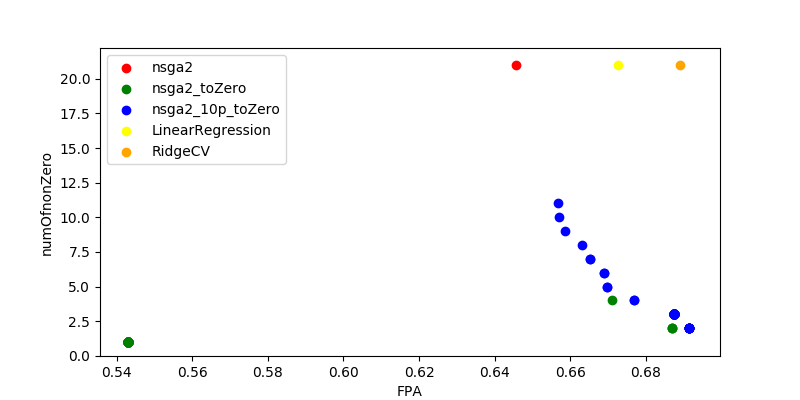 nsga2
nsga2_toZero
nsga2_10p_toZero
LinearRegression
RidgeCV
numOfnonZero
20.0
17.5
15.0
12.5
10.0
7.5
5.0
2.5
0.0
0.54 0.56 0.58 0.60 0.62 0.64 0.66 0.68
FPA